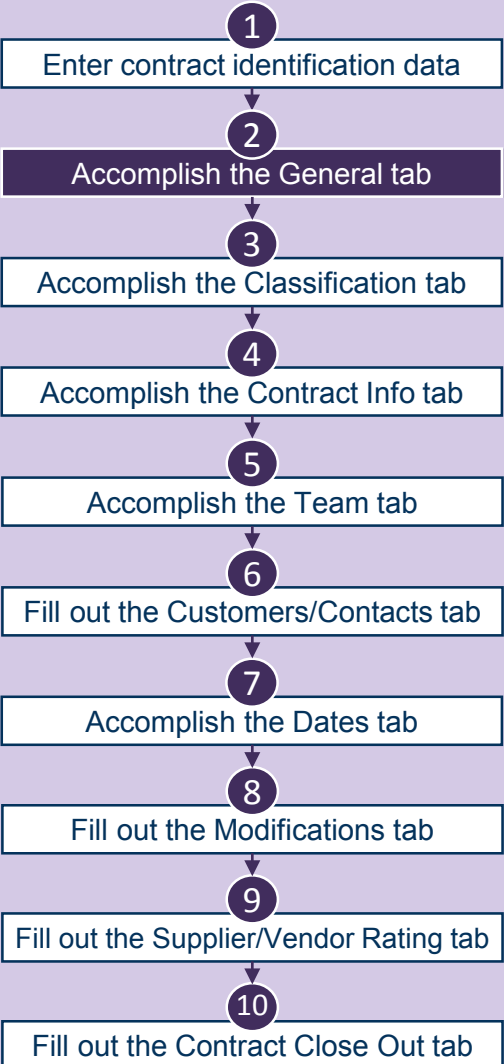 1
Enter contract identification data
2
Accomplish the General tab
3
Accomplish the Classification tab
4
Accomplish the Contract Info tab
5
Accomplish the Team tab
6
Fill out the Customers/Contacts tab
7
Accomplish the Dates tab
8
Fill out the Modifications tab
9
Fill out the Supplier/Vendor Rating tab
10
Fill out the Contract Close Out tab